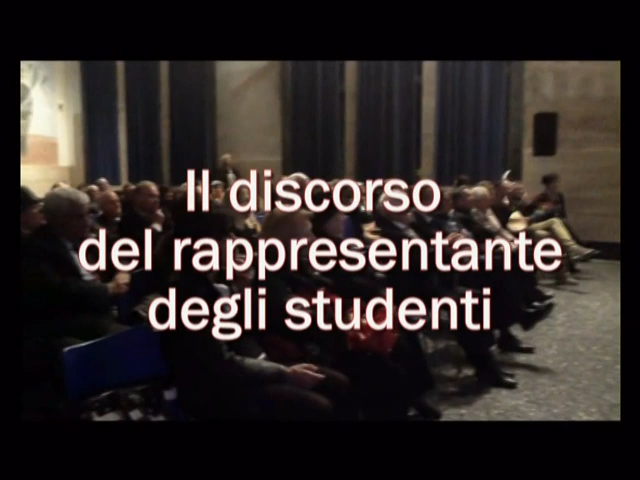 Il discorso
del rappresentante
degli studenti